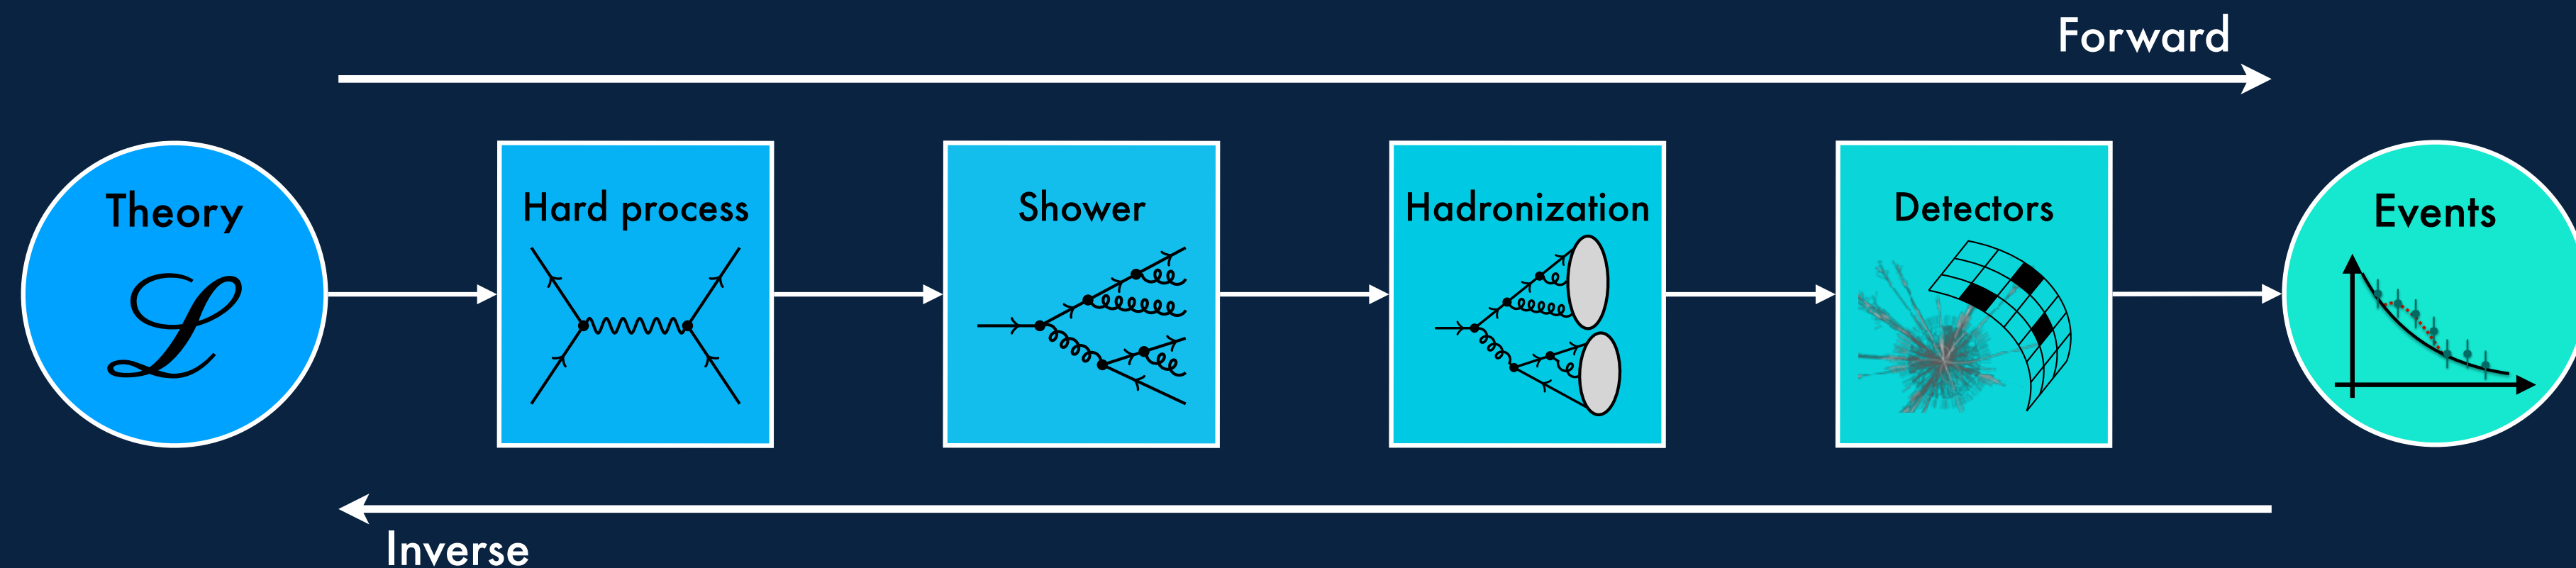 Forward
Theory
ℒ
Hard process
Shower
Hadronization
Detectors
Events
Inverse